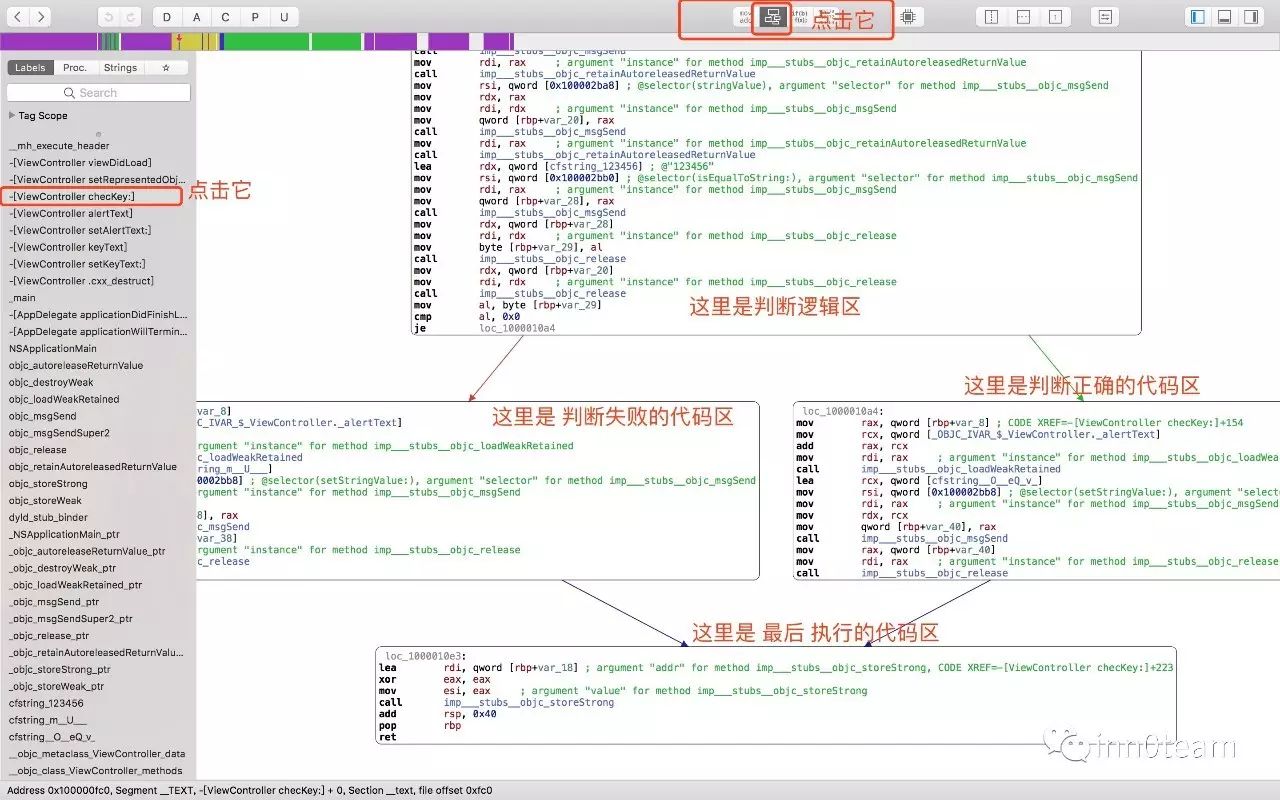 D A C P U
点击它
Labels Proc. Strings ☆
Search
Tag Scope
__mh_execute_header
-[ViewController viewDidLoad]
-[ViewController setRepresentedObj...
-[ViewController checKey:]
点击它
-[ViewController alertText]
-[ViewController setAlertText:]
-[ViewController keyText]
-[ViewController setKeyText:]
-[ViewController .cxx_destruct]
_main
-[AppDelegate applicationDidFinishL...
-[AppDelegate applicationWillTermin...
NSApplicationMain
objc_autoreleaseReturnValue
objc_destroyWeak
objc_loadWeakRetained
objc_msgSend
objc_msgSendSuper2
objc_release
objc_retainAutoreleasedReturnValue
objc_storeStrong
objc_storeWeak
dyld_stub_binder
_NSApplicationMain_ptr
_objc_autoreleaseReturnValue_ptr
_objc_destroyWeak_ptr
_objc_loadWeakRetained_ptr
_objc_msgSend_ptr
_objc_msgSendSuper2_ptr
_objc_release_ptr
_objc_retainAutoreleasedReturnValu...
_objc_storeStrong_ptr
_objc_storeWeak_ptr
cfstring_123456
cfstring_m__U___
cfstring__O__eQ_v_
__objc_metaclass_ViewController_data
__objc_class_ViewController_methods
call imp___stubs__objc_msgSend
mov rdi, rax ; argument "instance" for method imp___stubs__objc_retainAutoreleasedReturnValue
call imp___stubs__objc_retainAutoreleasedReturnValue
mov rsi, qword [0x100002ba8] ; @selector(stringValue), argument "selector" for method imp___stubs__objc_msgSend
mov rdx, rax
mov rdi, rdx ; argument "instance" for method imp___stubs__objc_msgSend
mov qword [rbp+var_20], rax
call imp___stubs__objc_msgSend
mov rdi, rax ; argument "instance" for method imp___stubs__objc_retainAutoreleasedReturnValue
call imp___stubs__objc_retainAutoreleasedReturnValue
lea rdx, qword [cfstring_123456] ; @"123456"
mov rsi, qword [0x100002bb0] ; @selector(isEqualToString:), argument "selector" for method imp___stubs__objc_msgSend
mov rdi, rax ; argument "instance" for method imp___stubs__objc_msgSend
mov qword [rbp+var_28], rax
call imp___stubs__objc_msgSend
mov rdx, qword [rbp+var_28]
mov rdi, rdx ; argument "instance" for method imp___stubs__objc_release
mov byte [rbp+var_29], al
call imp___stubs__objc_release
mov rdx, qword [rbp+var_20]
mov rdi, rdx ; argument "instance" for method imp___stubs__objc_release
call imp___stubs__objc_release
mov al, byte [rbp+var_29]
cmp al, 0x0
je loc_1000010a4
这里是判断逻辑区
这里是 判断失败的代码区
var_8]
C_IVAR_$_ViewController._alertText]
rgument "instance" for method imp___stubs__objc_loadWeakRetained
c_loadWeakRetained
ring_m__U___]
00002bb8] ; @selector(setStringValue:), argument "selector" for method imp___stubs__objc_msgSend
rgument "instance" for method imp___stubs__objc_msgSend
8], rax
c_msgSend
var_38]
rgument "instance" for method imp___stubs__objc_release
c_release
这里是判断正确的代码区
loc_1000010a4:
mov rax, qword [rbp+var_8] ; CODE XREF=-[ViewController checKey:]+154
mov rcx, qword [_OBJC_IVAR_$_ViewController._alertText]
add rax, rcx
mov rdi, rax ; argument "instance" for method imp___stubs__objc_loadWea
call imp___stubs__objc_loadWeakRetained
lea rcx, qword [cfstring__O__eQ_v_]
mov rsi, qword [0x100002bb8] ; @selector(setStringValue:), argument "selec
mov rdi, rax ; argument "instance" for method imp___stubs__objc_msgSend
mov rdx, rcx
mov qword [rbp+var_40], rax
call imp___stubs__objc_msgSend
mov rax, qword [rbp+var_40]
mov rdi, rax ; argument "instance" for method imp___stubs__objc_release
call imp___stubs__objc_release
这里是 最后 执行的代码区
loc_1000010e3:
lea rdi, qword [rbp+var_18] ; argument "addr" for method imp___stubs__objc_storeStrong, CODE XREF=-[ViewController checKey:]+223
xor eax, eax
mov esi, eax ; argument "value" for method imp___stubs__objc_storeStrong
call imp___stubs__objc_storeStrong
add rsp, 0x40
pop rbp
ret
inn0team
Address 0x100000fc0, Segment __TEXT, -[ViewController checKey:] + 0, Section __text, file offset 0xfc0